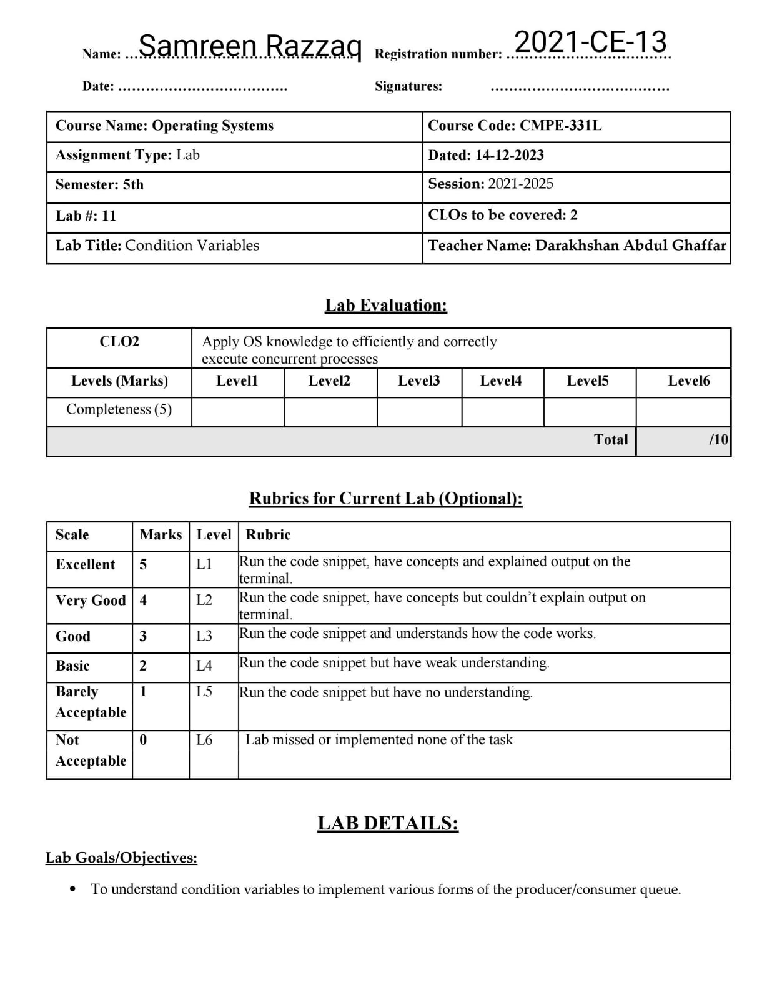 Name: ...Samreen Razzaq Registration number: 2021-CE-13
Date: ………………………………. Signatures: …………………………………
Course Name: Operating Systems Course Code: CMPE-331L
Assignment Type: Lab Dated: 14-12-2023
Semester: 5th Session: 2021-2025
Lab #: 11 CLOs to be covered: 2
Lab Title: Condition Variables Teacher Name: Darakhshan Abdul Ghaffar
Lab Evaluation:
CLO2 Apply OS knowledge to efficiently and correctly
execute concurrent processes
Levels (Marks) Level1 Level2 Level3 Level4 Level5 Level6
Completeness (5)
Total /10
Rubrics for Current Lab (Optional):
Scale Marks Level Rubric
Excellent 5 L1 Run the code snippet, have concepts and explained output on the
terminal.
Very Good 4 L2 Run the code snippet, have concepts but couldn’t explain output on
terminal.
Good 3 L3 Run the code snippet and understands how the code works.
Basic 2 L4 Run the code snippet but have weak understanding.
Barely 1 L5 Run the code snippet but have no understanding.
Acceptable
Not 0 L6 Lab missed or implemented none of the task
Acceptable
LAB DETAILS:
Lab Goals/Objectives:
• To understand condition variables to implement various forms of the producer/consumer queue.